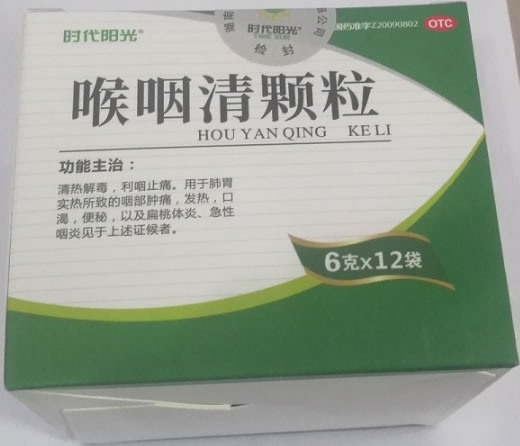 时代阳光®
时代阳光®
检封
国药准字Z20090802
OTC
喉咽清颗粒
HOU YAN QING KE LI
功能主治：
清热解毒，利咽止痛。用于肺胃
实热所致的咽部肿痛，发热，口
渴，便秘，以及扁桃体炎、急性
咽炎见于上述证候者。
6克x12袋